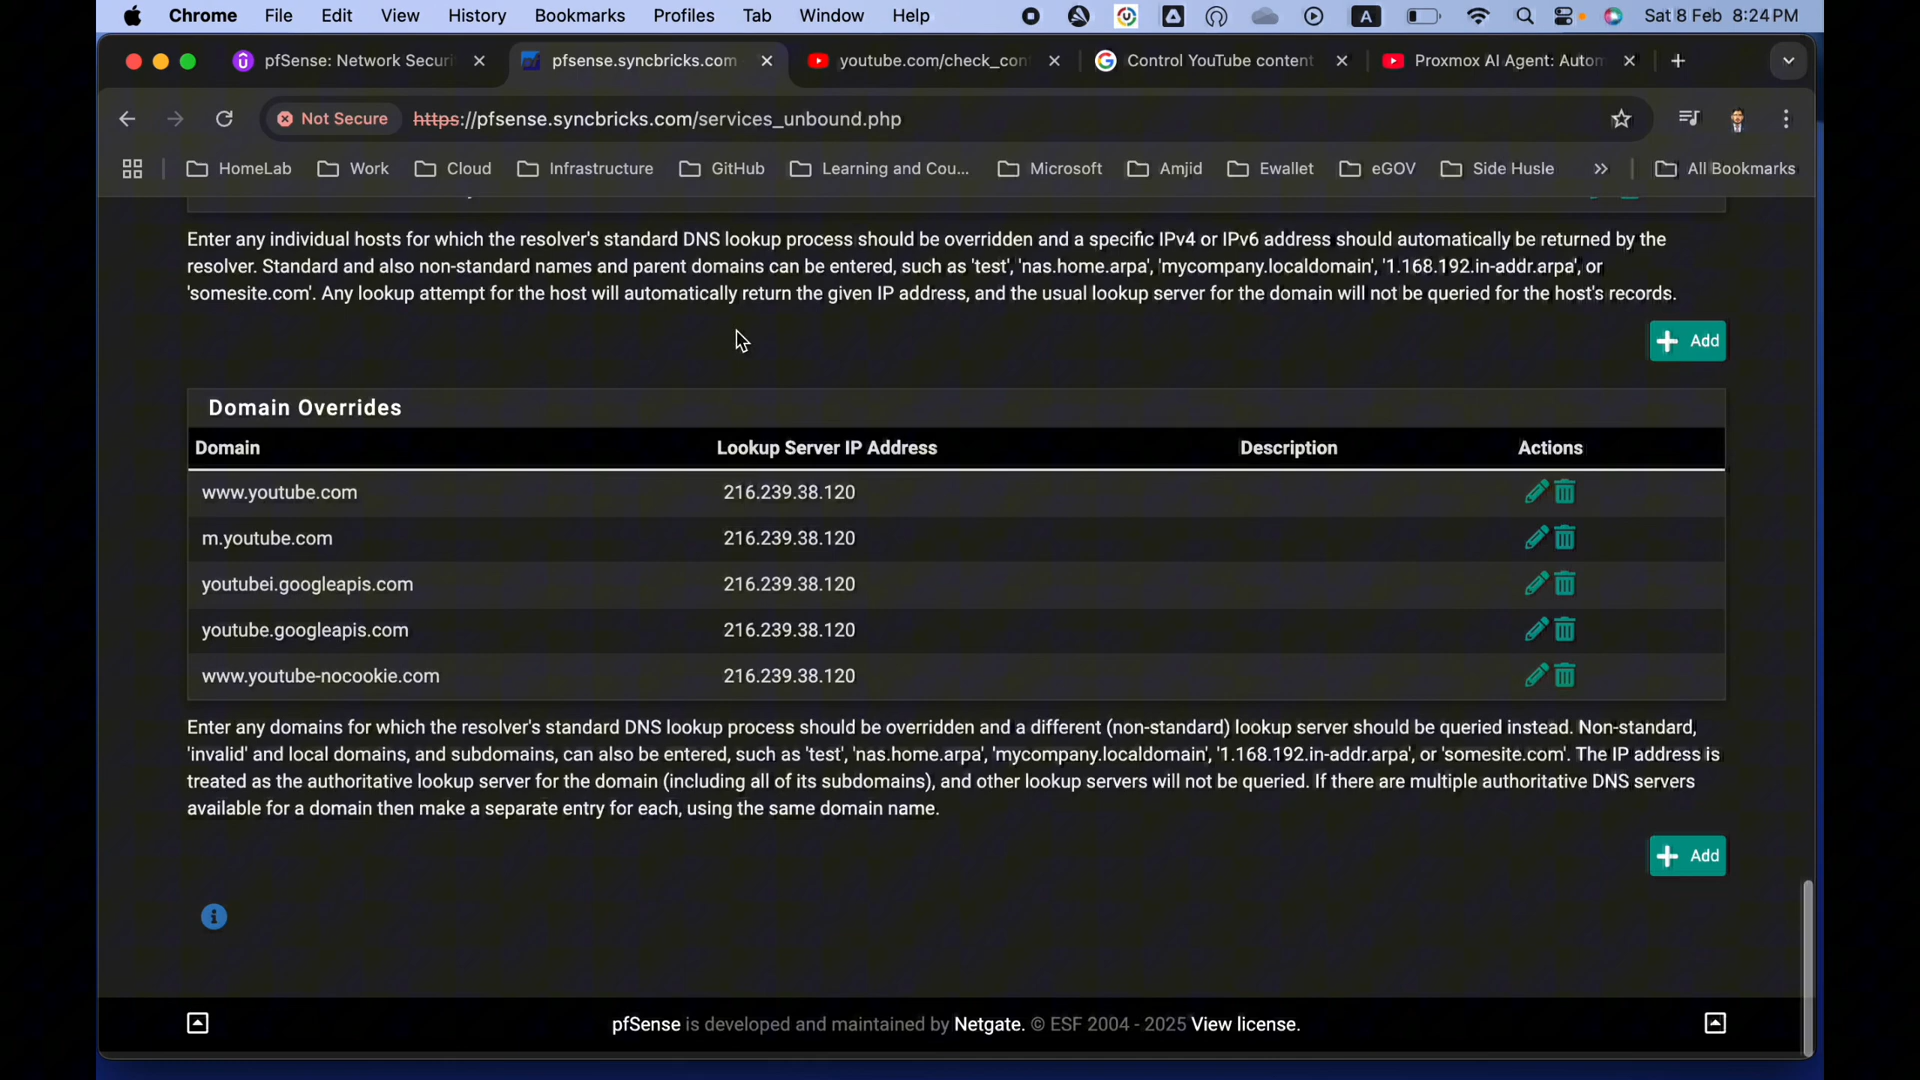 Chrome File Edit View History Bookmarks Profiles Tab Window Help A Sat 8 Feb 8:24 PM
pfSense: Network Securi pfsense.syncbricks.com youtube.com/check_con Control YouTube content Proxmox AI Agent: Autom
Not Secure https://pfsense.syncbricks.com/services_unbound.php
HomeLab Work Cloud Infrastructure GitHub Learning and Cou... Microsoft Amjid Ewallet eGOV Side Husle » All Bookmarks
Enter any individual hosts for which the resolver's standard DNS lookup process should be overridden and a specific IPv4 or IPv6 address should automatically be returned by the
resolver. Standard and also non-standard names and parent domains can be entered, such as 'test', 'nas.home.arpa', 'mycompany.localdomain', '1.168.192.in-addr.arpa', or
'somesite.com'. Any lookup attempt for the host will automatically return the given IP address, and the usual lookup server for the domain will not be queried for the host's records.
Add
Domain Overrides
Domain Lookup Server IP Address Description Actions
www.youtube.com 216.239.38.120
m.youtube.com 216.239.38.120
youtubei.googleapis.com 216.239.38.120
youtube.googleapis.com 216.239.38.120
www.youtube-nocookie.com 216.239.38.120
Enter any domains for which the resolver's standard DNS lookup process should be overridden and a different (non-standard) lookup server should be queried instead. Non-standard,
'invalid' and local domains, and subdomains, can also be entered, such as 'test', 'nas.home.arpa', 'mycompany.localdomain', '1.168.192.in-addr.arpa', or 'somesite.com'. The IP address is
treated as the authoritative lookup server for the domain (including all of its subdomains), and other lookup servers will not be queried. If there are multiple authoritative DNS servers
available for a domain then make a separate entry for each, using the same domain name.
Add
pfSense is developed and maintained by Netgate. © ESF 2004 - 2025 View license.